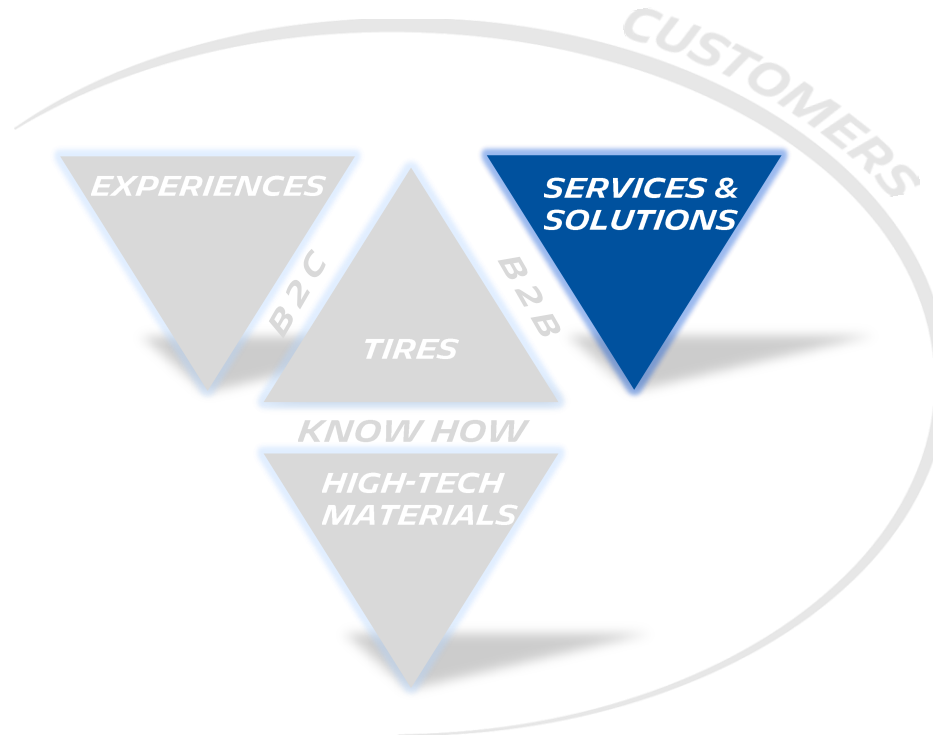 CUSTOMERS
EXPERIENCES
SERVICES &
SOLUTIONS
B2C
B2B
TIRES
KNOW HOW
HIGH-TECH
MATERIALS